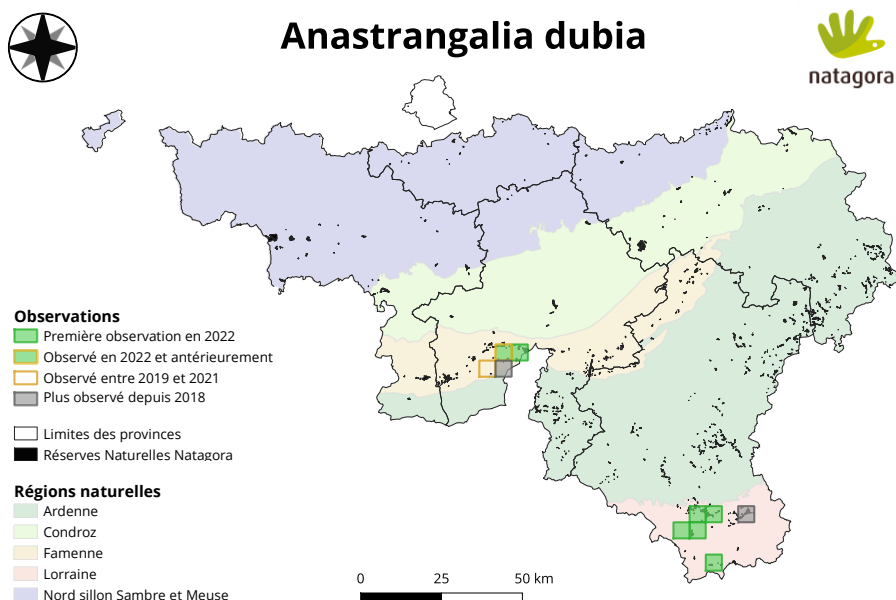 Anastrangalia dubia
natagora
Observations
Première observation en 2022
Observé en 2022 et antérieurement
Observé entre 2019 et 2021
Plus observé depuis 2018
Limites des provinces
Réserves Naturelles Natagora
Régions naturelles
Ardenne
Condroz
Famenne
Lorraine
Nord sillon Sambre et Meuse
0 25 50 km